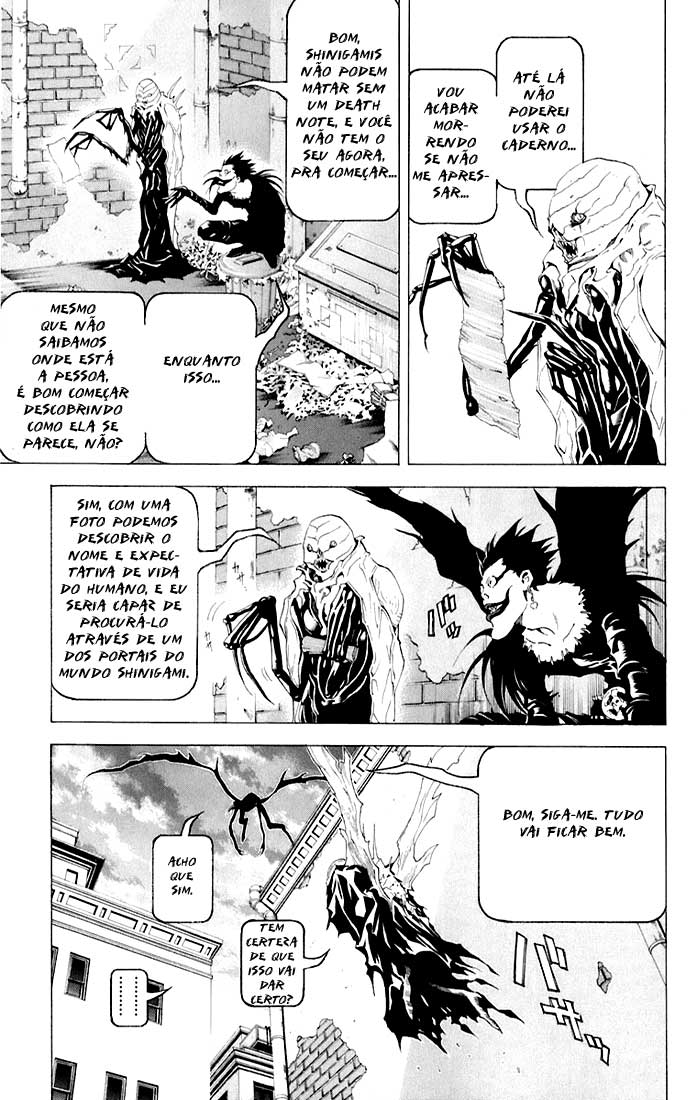 ATÉ LÁ
NÃO
PODEREI
USAR O
CADERNO...
VOU
ACABAR
MOR-
RENDO
SE NÃO
ME APRES-
SAR...
BOM,
SHINIGAMIS
NÃO PODEM
MATAR SEM
UM DEATH
NOTE, E VOCÊ
NÃO TEM O
SEU AGORA,
PRA COMEÇAR...
ENQUANTO
ISSO...
MESMO
QUE NÃO
SAIBAMOS
ONDE ESTÁ
A PESSOA,
É BOM COMEÇAR
DESCOBRINDO
COMO ELA SE
PARECE, NÃO?
SIM, COM UMA
FOTO PODEMOS
DESCOBRIR O
NOME E EXPEC-
TATIVA DE VIDA
DO HUMANO, E EU
SERIA CAPAZ DE
PROCURÁ-LO
ATRAVÉS DE UM
DOS PORTAIS DO
MUNDO SHINIGAMI.
BOM, SIGA-ME. TUDO
VAI FICAR BEM.
TEM
CERTEZA
DE QUE
ISSO VAI
DAR
CERTO?
ACHO
QUE
SIM.